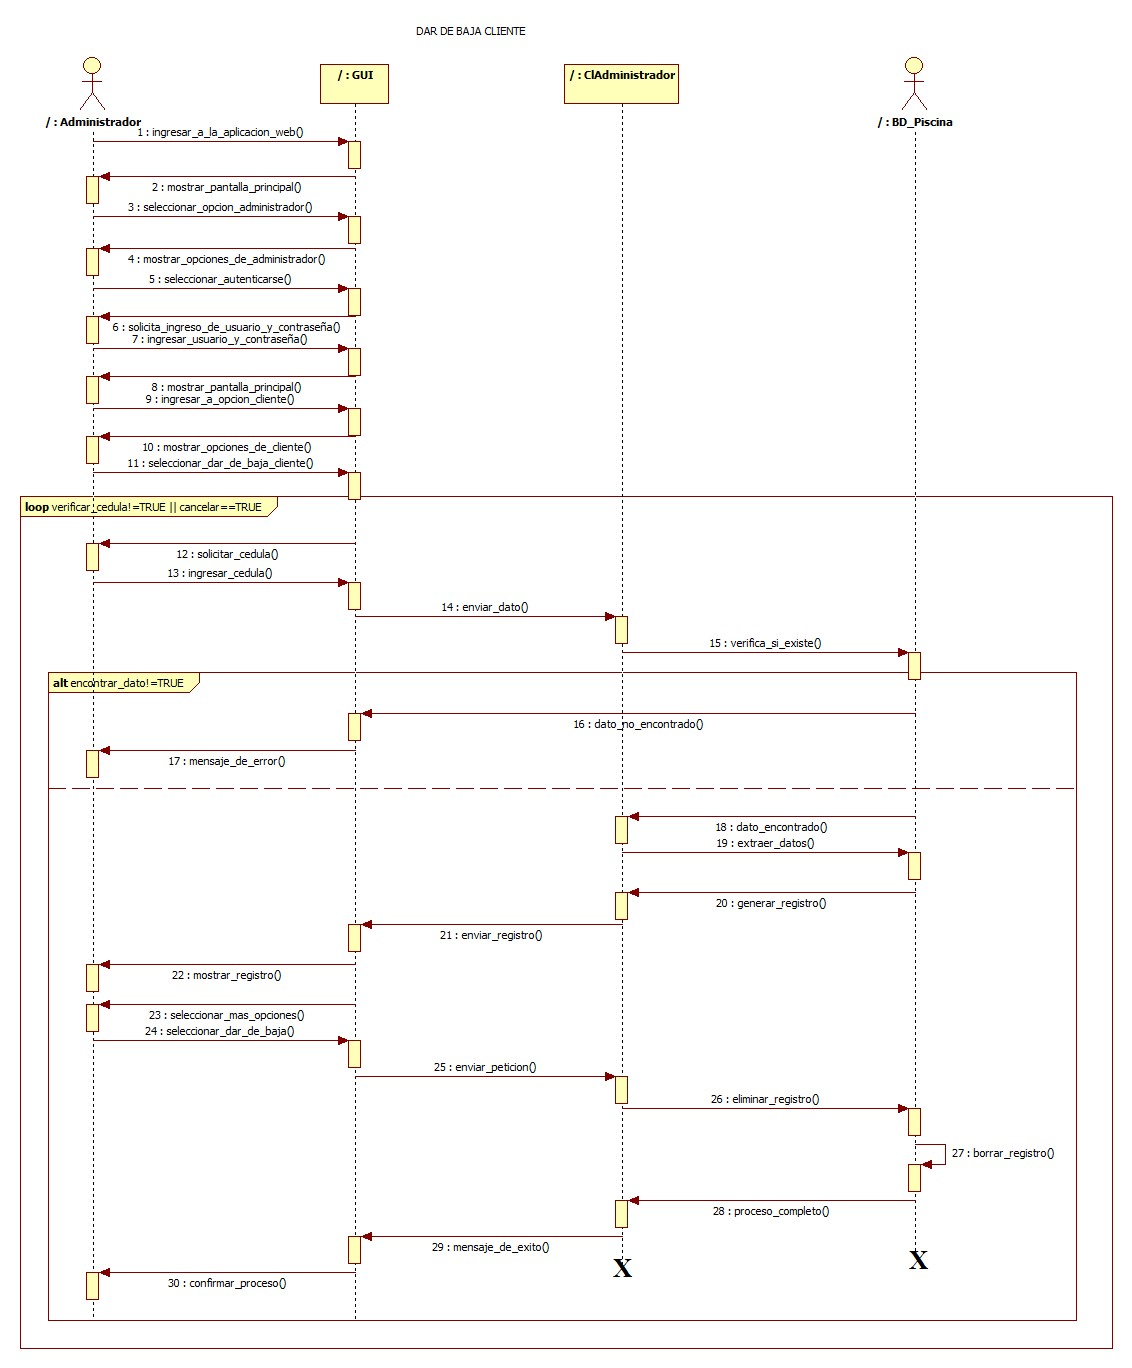 DAR DE BAJA CLIENTE
/ : Administrador
/ : GUI
/ : ClAdministrador
/ : BD_Piscina
1 : ingresar_a_la_aplicacion_web()
2 : mostrar_pantalla_principal()
3 : seleccionar_opcion_administrador()
4 : mostrar_opciones_de_administrador()
5 : seleccionar_autenticarse()
6 : solicita_ingreso_de_usuario_y_contraseña()
7 : ingresar_usuario_y_contraseña()
8 : mostrar_pantalla_principal()
9 : ingresar_a_opcion_cliente()
10 : mostrar_opciones_de_cliente()
11 : seleccionar_dar_de_baja_cliente()
loop verificar_cedula!=TRUE || cancelar==TRUE
12 : solicitar_cedula()
13 : ingresar_cedula()
14 : enviar_dato()
15 : verifica_si_existe()
alt encontrar_dato!=TRUE
16 : dato_no_encontrado()
17 : mensaje_de_error()
18 : dato_encontrado()
19 : extraer_datos()
20 : generar_registro()
21 : enviar_registro()
22 : mostrar_registro()
23 : seleccionar_mas_opciones()
24 : seleccionar_dar_de_baja()
25 : enviar_peticion()
26 : eliminar_registro()
27 : borrar_registro()
28 : proceso_completo()
29 : mensaje_de_exito()
X
X
30 : confirmar_proceso()